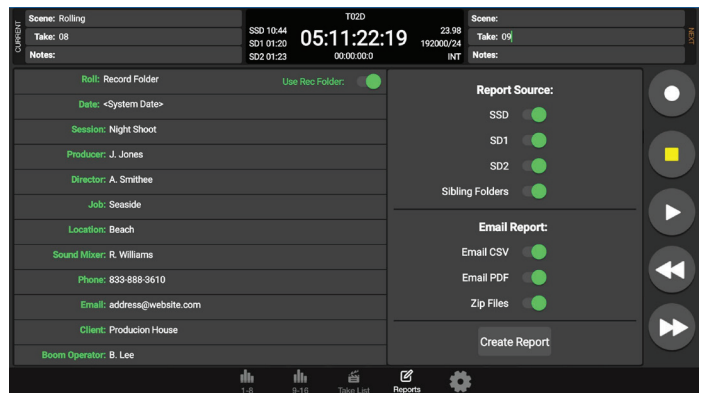 CURRENT
Scene: Rolling
Take: 08
Notes:
SSD 10:44
SD1 01:20
SD2 01:23
T02D
05:11:22:19
00:00:00:0
23.98
192000/24
INT
Scene:
Take: 09
Notes:
NEXT
Roll: Record Folder
Use Rec Folder:
Date: <System Date>
Session: Night Shoot
Producer: J. Jones
Director: A. Smithee
Job: Seaside
Location: Beach
Sound Mixer: R. Williams
Phone: 833-888-3610
Email: address@website.com
Client: Producion House
Boom Operator: B. Lee
Report Source:
SSD
SD1
SD2
Sibling Folders
Email Report:
Email CSV
Email PDF
Zip Files
Create Report
1-8
9-16
Take List
Reports